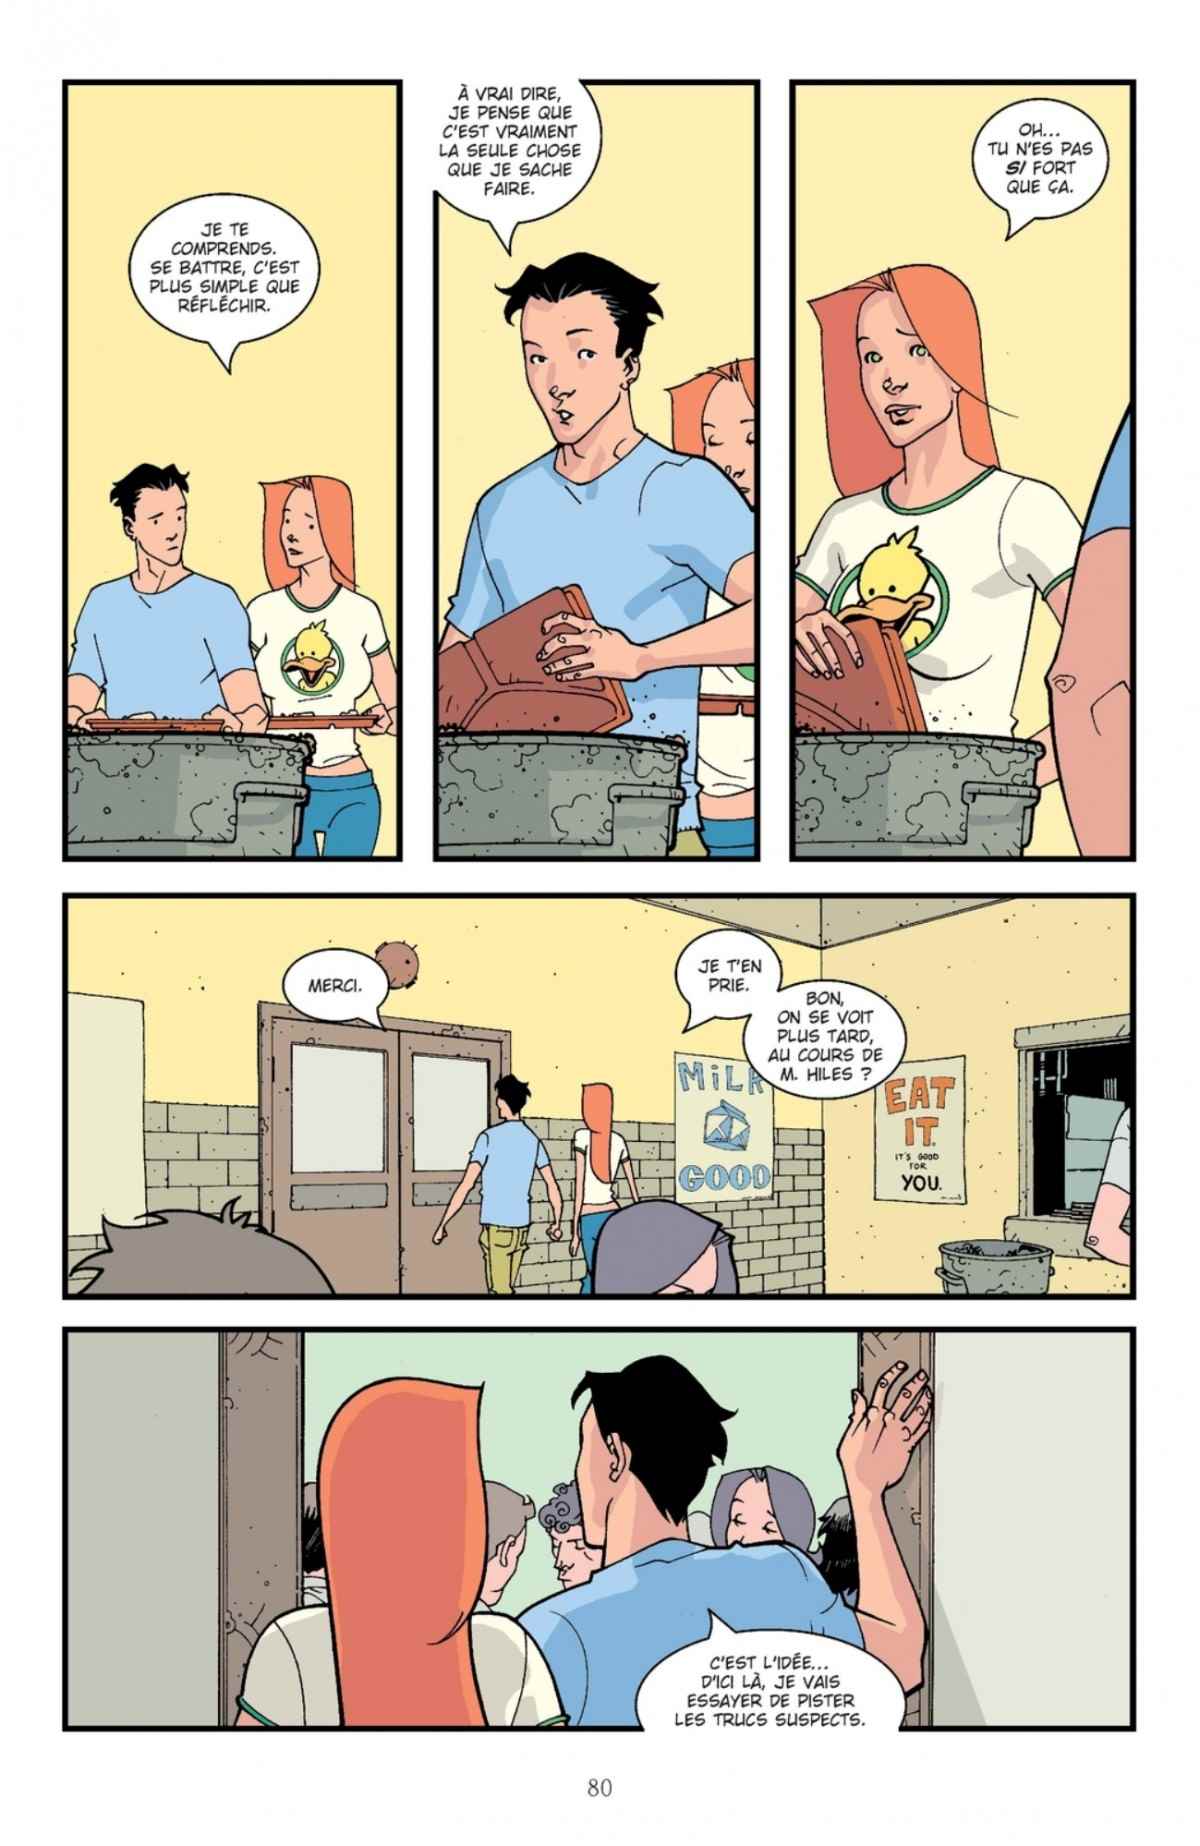 JE TE
COMPRENDS.
SE BATTRE, C'EST
PLUS SIMPLE QUE
RÉFLÉCHIR.
À VRAI DIRE,
JE PENSE QUE
C'EST VRAIMENT
LA SEULE CHOSE
QUE JE SACHE
FAIRE.
OH...
TU N'ES PAS
SI FORT
QUE ÇA.
MERCI.
JE T'EN
PRIE.
BON,
ON SE VOIT
PLUS TARD,
AU COURS DE
M. HILES ?
MiLK
GOOD
EAT
IT.
IT'S GOOD
FOR
YOU.
C'EST L'IDÉE...
D'ICI LÀ, JE VAIS
ESSAYER DE PISTER
LES TRUCS SUSPECTS.
80